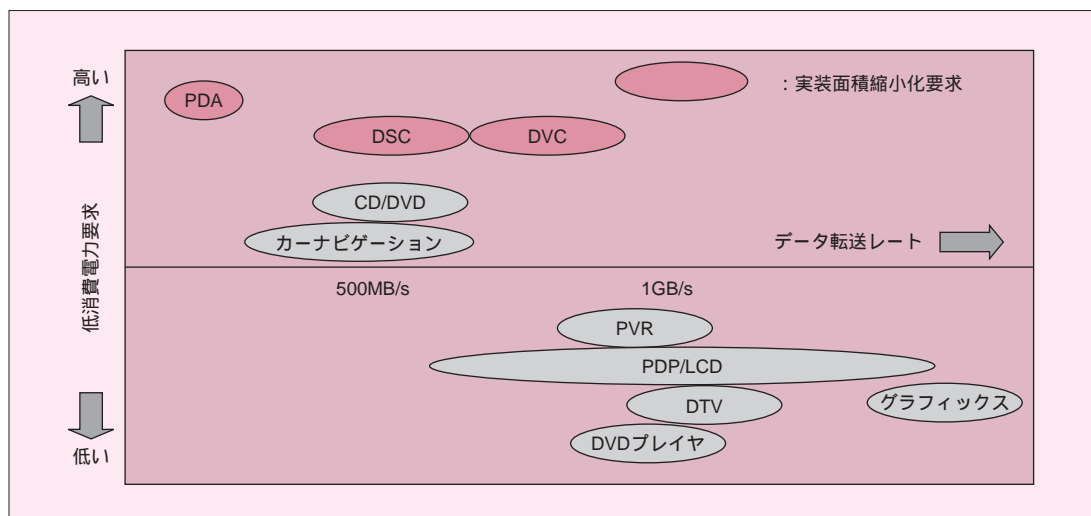 高い
PDA
：実装面積縮小化要求
DSC
DVC
CD/DVD
カーナビゲーション
データ転送レート
低消費電力要求
500MB/s
1GB/s
PVR
PDP/LCD
DTV
グラフィックス
DVDプレイヤ
低い